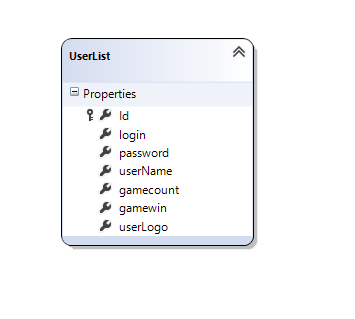 UserList
Properties
Id
login
password
userName
gamecount
gamewin
userLogo